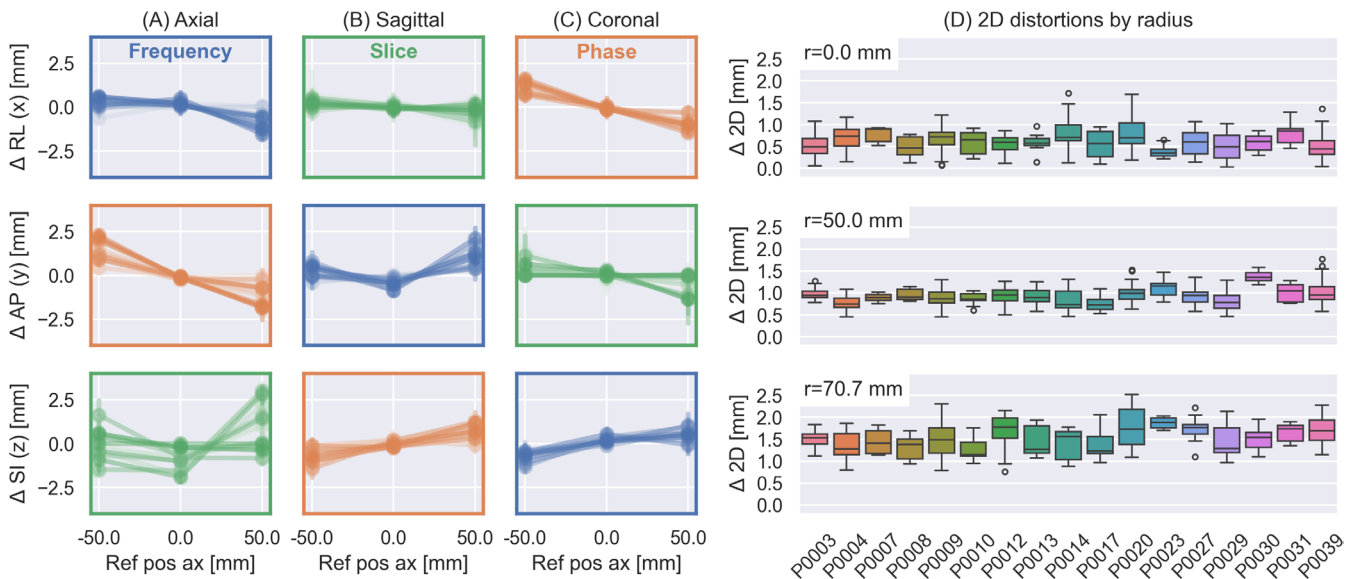 (A) Axial
(B) Sagittal
(C) Coronal
(D) 2D distortions by radius
Δ RL (x) [mm]
2.5
0.0
−2.5
Frequency
Slice
Phase
Δ AP (y) [mm]
2.5
0.0
−2.5
Δ SI (z) [mm]
2.5
0.0
−2.5
-50.0 0.0 50.0
Ref pos ax [mm]
-50.0 0.0 50.0
Ref pos ax [mm]
-50.0 0.0 50.0
Ref pos ax [mm]
Δ 2D [mm]
2.5
2.0
1.5
1.0
0.5
0.0
r=0.0 mm
Δ 2D [mm]
2.5
2.0
1.5
1.0
0.5
0.0
r=50.0 mm
Δ 2D [mm]
2.5
2.0
1.5
1.0
0.5
0.0
r=70.7 mm
P0003
P0004
P0007
P0008
P0009
P0010
P0012
P0013
P0014
P0017
P0020
P0023
P0027
P0029
P0030
P0031
P0039